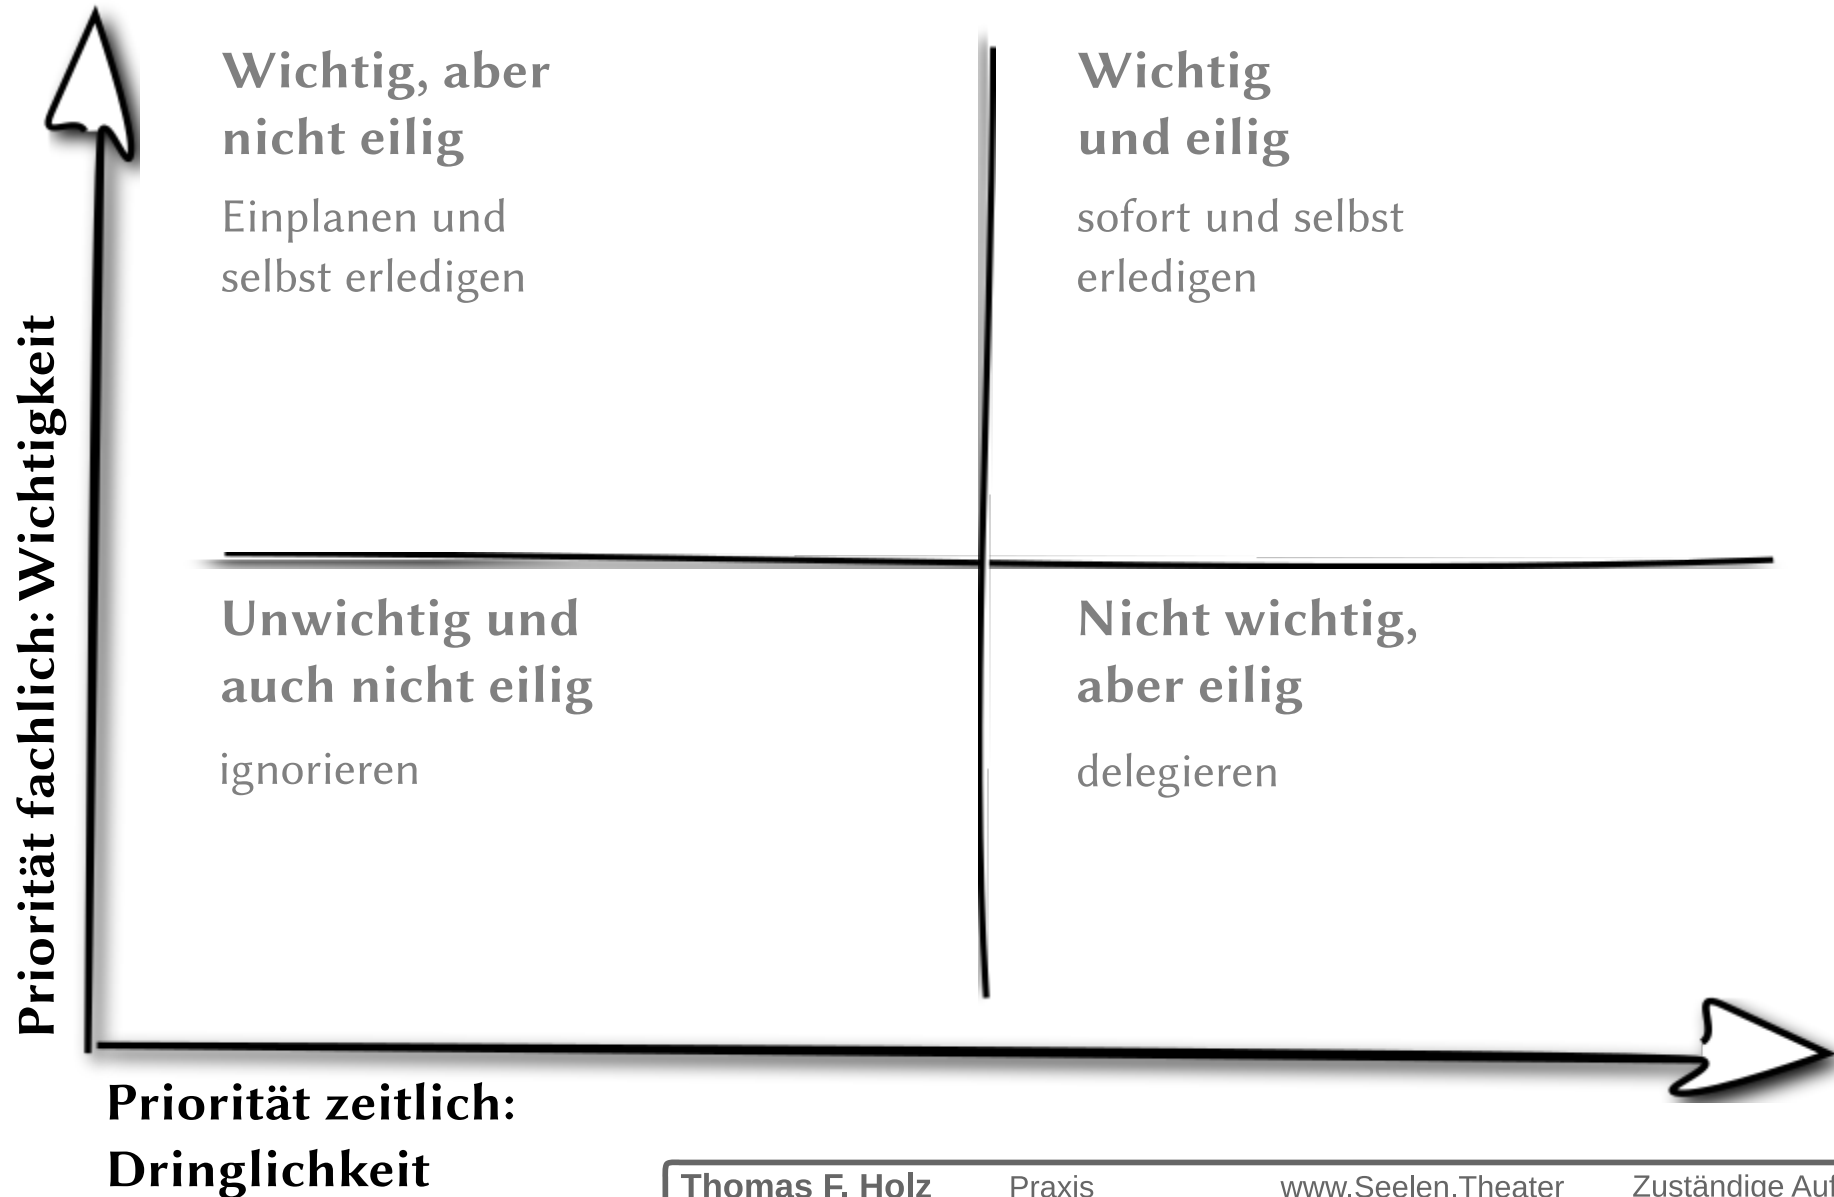 Wichtig, aber
nicht eilig
Einplanen und
selbst erledigen
Wichtig
und eilig
sofort und selbst
erledigen
Priorität fachlich: Wichtigkeit
Unwichtig und
auch nicht eilig
ignorieren
Nicht wichtig,
aber eilig
delegieren
Priorität zeitlich:
Dringlichkeit
Thomas F. Holz Praxis www.Seelen.Theater Zuständige